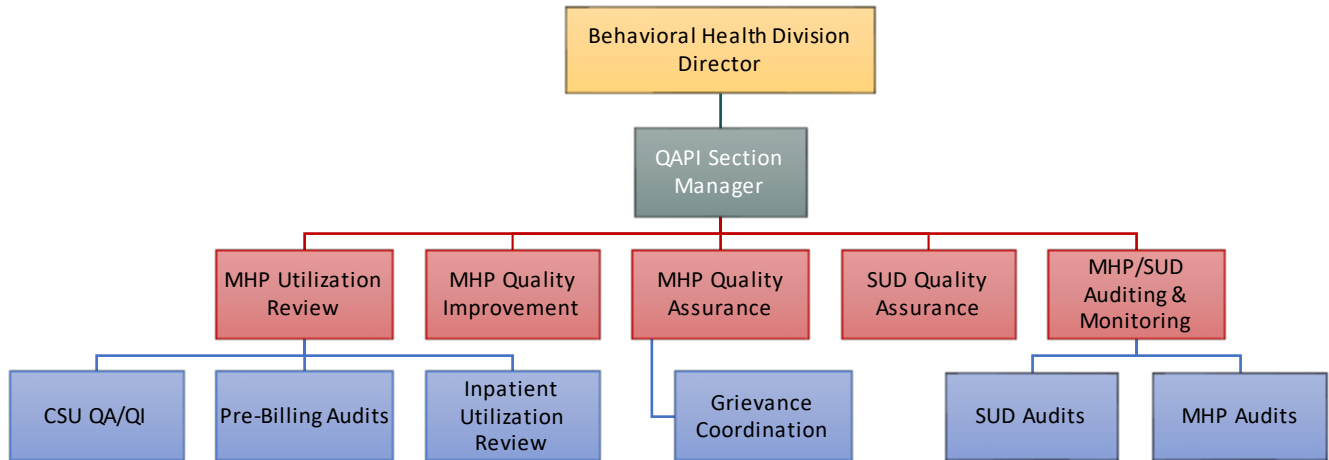 Behavioral Health Division
Director
QAPI Section
Manager
MHP Utilization
Review
MHP Quality
Improvement
MHP Quality
Assurance
SUD Quality
Assurance
MHP/SUD
Auditing &
Monitoring
CSU QA/QI
Pre-Billing Audits
Inpatient
Utilization
Review
Grievance
Coordination
SUD Audits
MHP Audits